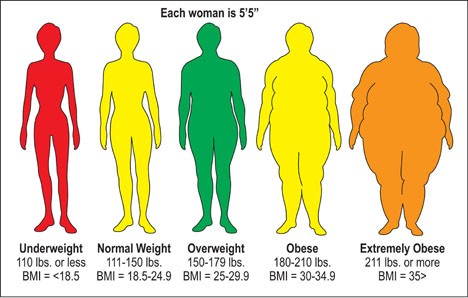 Each woman is 5'5"
Underweight
110 lbs. or less
BMI = <18.5
Normal Weight
111-150 lbs.
BMI = 18.5-24.9
Overweight
150-179 lbs.
BMI = 25-29.9
Obese
180-210 lbs.
BMI = 30-34.9
Extremely Obese
211 lbs. or more
BMI = 35>